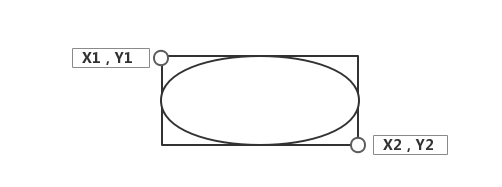 X1 , Y1
X2 , Y2